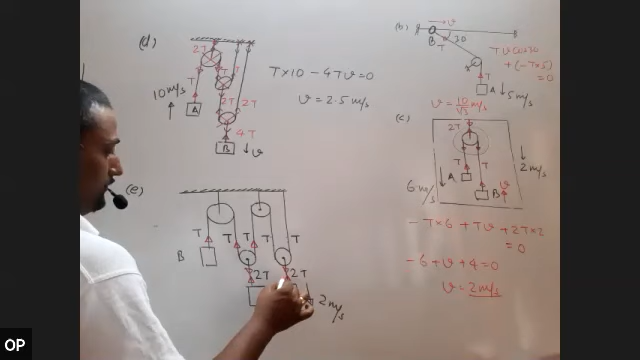 (d)
2T
T
T
2T
2T
10 m/s
A
4T
B
v
T×10 - 4Tv = 0
v = 2.5 m/s
(b)
v
B
30
T
Tv cos 30
+ (-T×5)
= 0
T
A
5 m/s
v = 10/√3 m/s
(c)
2T
T
T
A
B
v
6 m/s
2 m/s
- T×6 + Tv + 2T×2
= 0
- 6 + v + 4 = 0
v = 2 m/s
(e)
T
T
T
T
B
2T
2T
2 m/s
OP